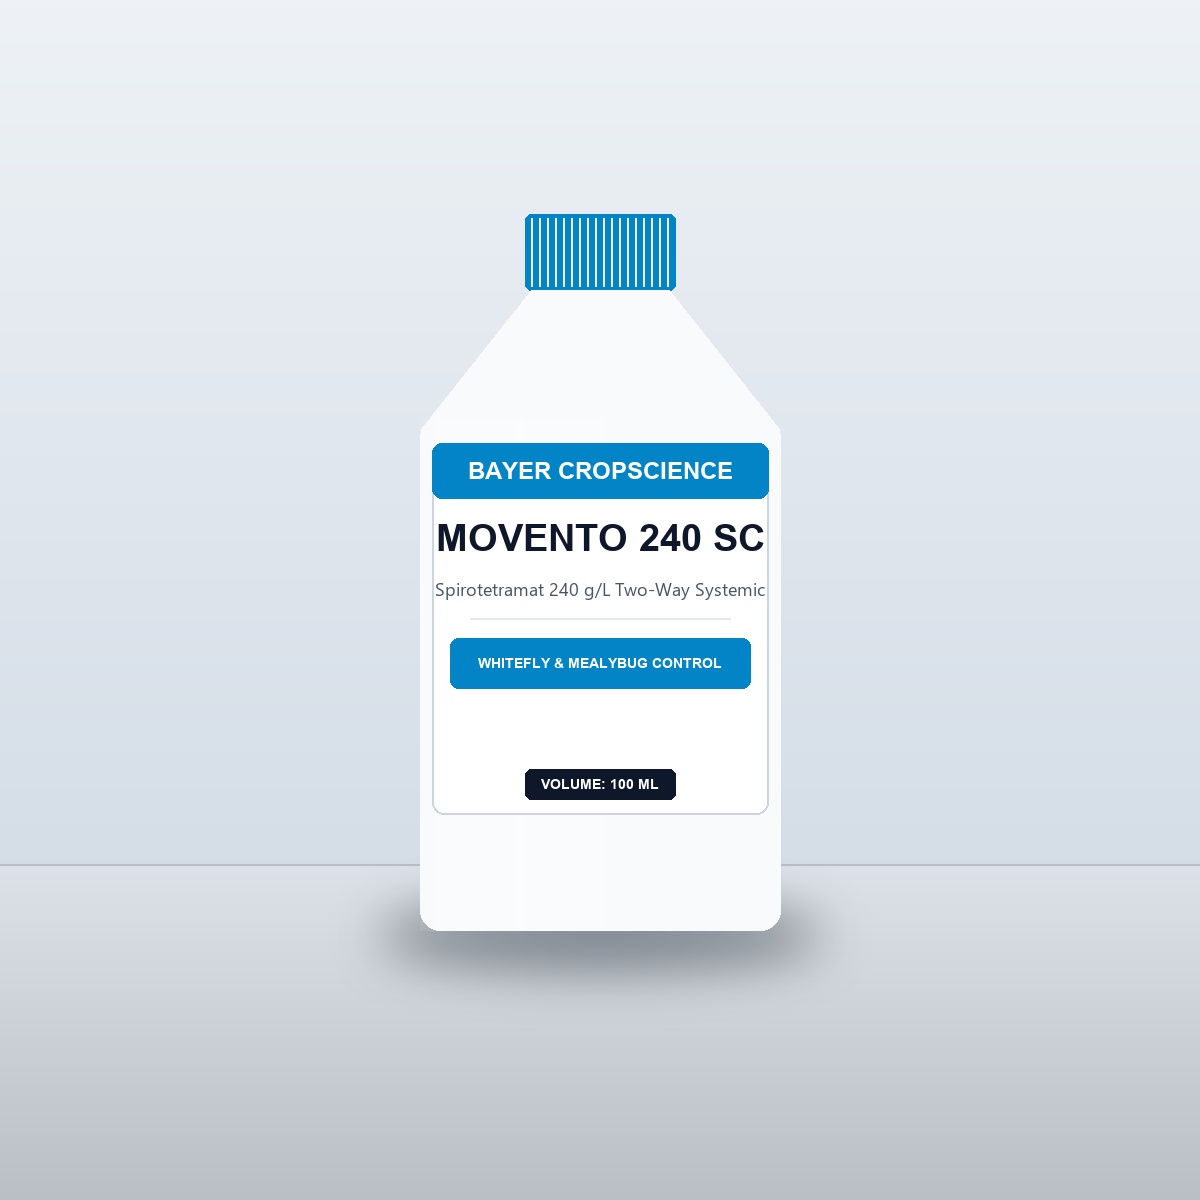 BAYER CROPSCIENCE
MOVENTO 240 SC
Spirotetramat 240 g/L Two-Way Systemic
WHITEFLY & MEALYBUG CONTROL
VOLUME: 100 ML